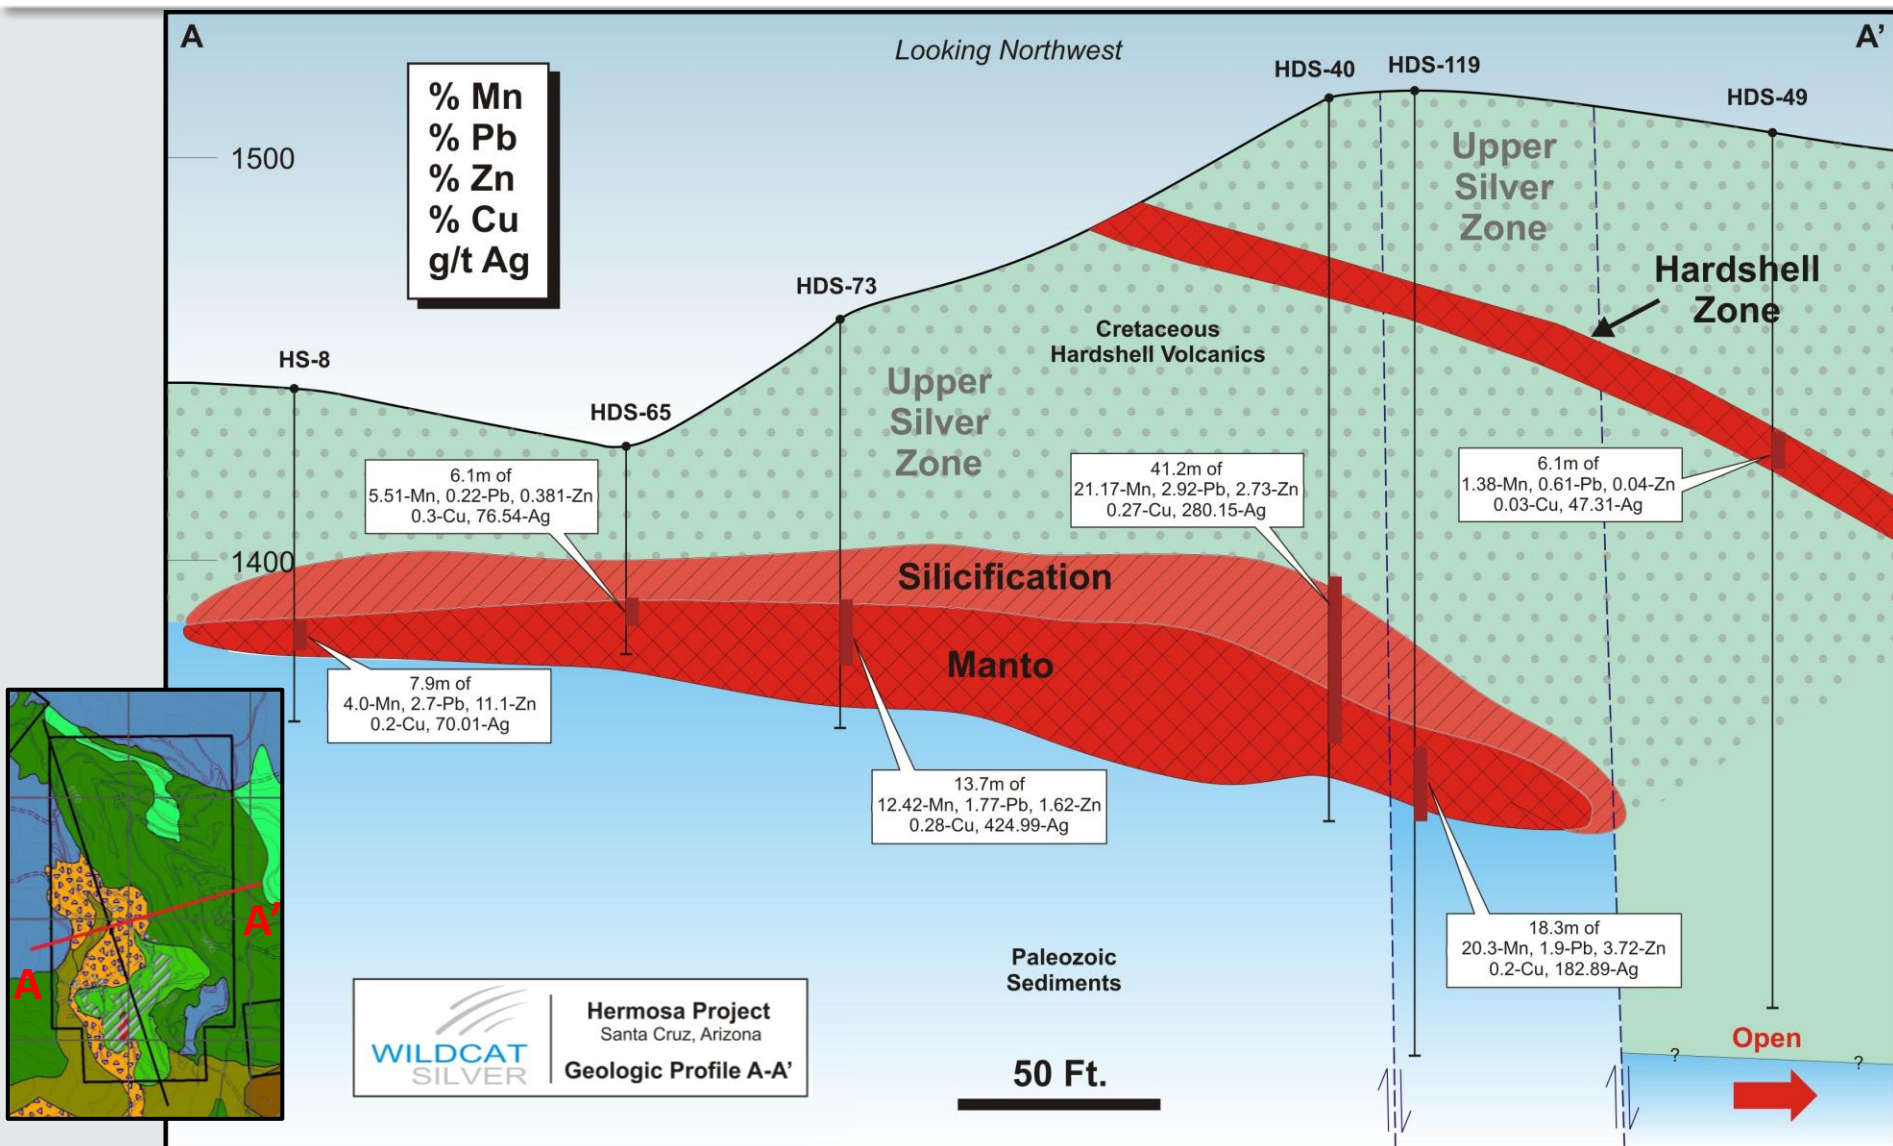 A
Looking Northwest
A’
% Mn
% Pb
% Zn
% Cu
g/t Ag
HDS-40
HDS-119
HDS-49
1500
Upper
Silver
Zone
Hardshell
Zone
HDS-73
Cretaceous
Hardshell Volcanics
HS-8
HDS-65
Upper
Silver
Zone
6.1m of
5.51-Mn, 0.22-Pb, 0.381-Zn
0.3-Cu, 76.54-Ag
41.2m of
21.17-Mn, 2.92-Pb, 2.73-Zn
0.27-Cu, 280.15-Ag
6.1m of
1.38-Mn, 0.61-Pb, 0.04-Zn
0.03-Cu, 47.31-Ag
1400
Silicification
Manto
7.9m of
4.0-Mn, 2.7-Pb, 11.1-Zn
0.2-Cu, 70.01-Ag
13.7m of
12.42-Mn, 1.77-Pb, 1.62-Zn
0.28-Cu, 424.99-Ag
18.3m of
20.3-Mn, 1.9-Pb, 3.72-Zn
0.2-Cu, 182.89-Ag
A'
A
Paleozoic
Sediments
WILDCAT
SILVER
Hermosa Project
Santa Cruz, Arizona
Geologic Profile A-A’
50 Ft.
Open
?
?